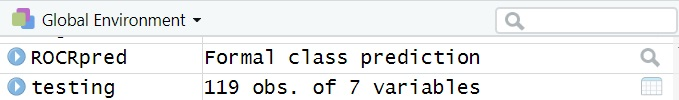 Global Environment
ROCRpred Formal class prediction
testing 119 obs. of 7 variables